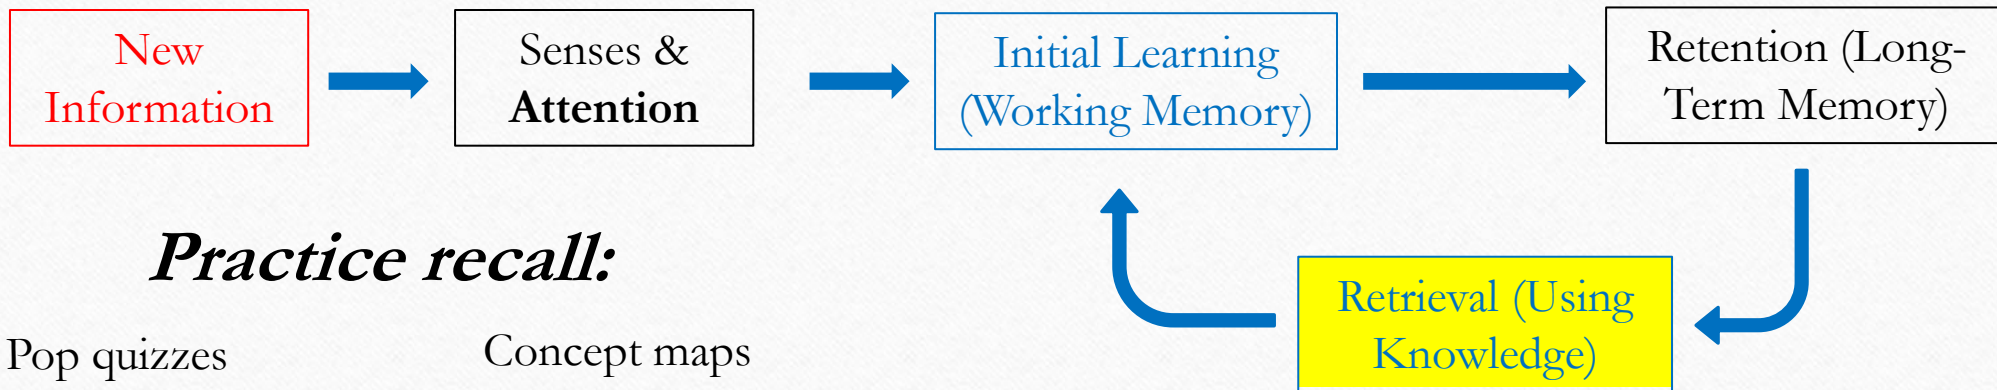 New
Information
Senses &
Attention
Initial Learning
(Working Memory)
Retention (Long-
Term Memory)
Practice recall:
Retrieval (Using
Knowledge)
Pop quizzes
Concept maps